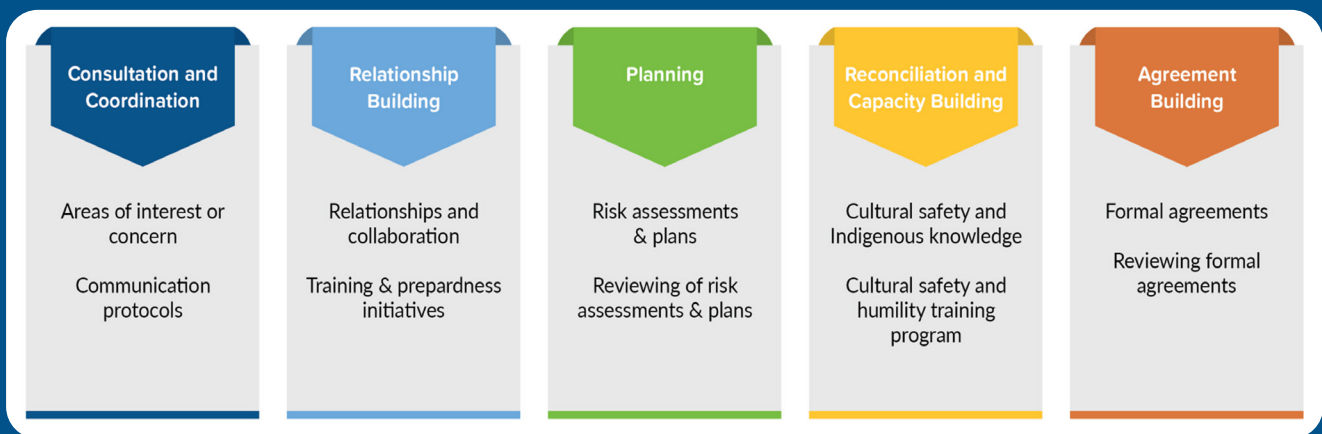 Consultation and
Coordination
Areas of interest or
concern
Communication
protocols
Relationship
Building
Relationships and
collaboration
Training & prepardness
initiatives
Planning
Risk assessments
& plans
Reviewing of risk
assessments & plans
Reconciliation and
Capacity Building
Cultural safety and
Indigenous knowledge
Cultural safety and
humility training
program
Agreement
Building
Formal agreements
Reviewing formal
agreements